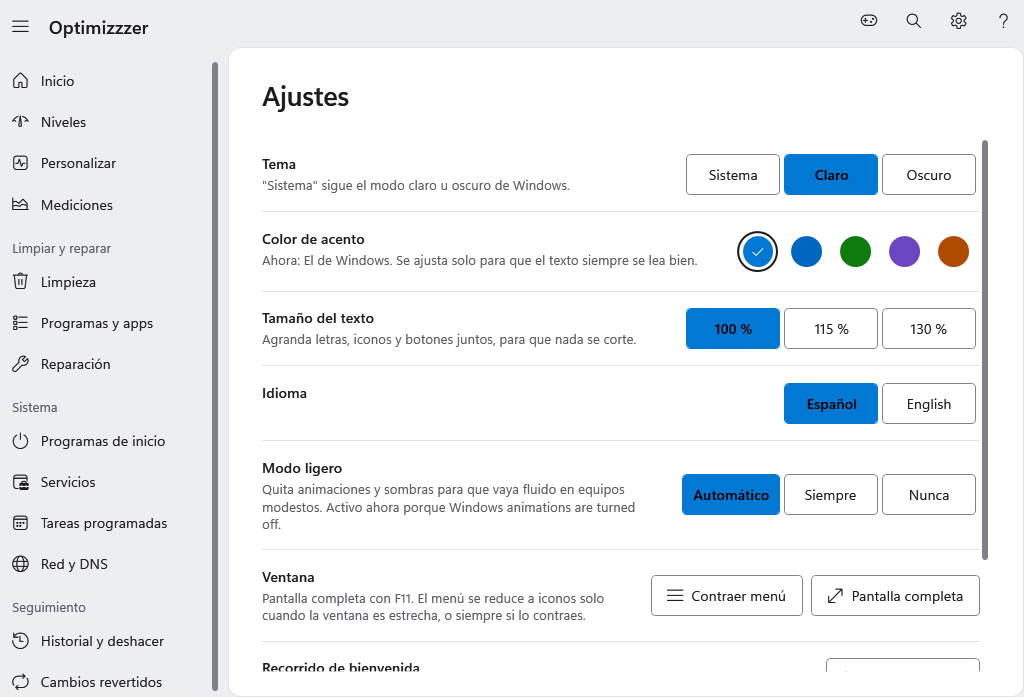 Optimizzzer
Inicio
Niveles
Personalizar
Mediciones
Limpiar y reparar
Limpieza
Programas y apps
Reparación
Sistema
Programas de inicio
Servicios
Tareas programadas
Red y DNS
Seguimiento
Historial y deshacer
Cambios revertidos
Ajustes
Tema
"Sistema" sigue el modo claro u oscuro de Windows.
Sistema
Claro
Oscuro
Color de acento
Ahora: El de Windows. Se ajusta solo para que el texto siempre se lea bien.
Tamaño del texto
Agranda letras, iconos y botones juntos, para que nada se corte.
100 %
115 %
130 %
Idioma
Español
English
Modo ligero
Quita animaciones y sombras para que vaya fluido en equipos
modestos. Activo ahora porque Windows animations are turned
off.
Automático
Siempre
Nunca
Ventana
Pantalla completa con F11. El menú se reduce a iconos solo
cuando la ventana es estrecha, o siempre si lo contraes.
Contraer menú
Pantalla completa
Recorrido de bienvenida